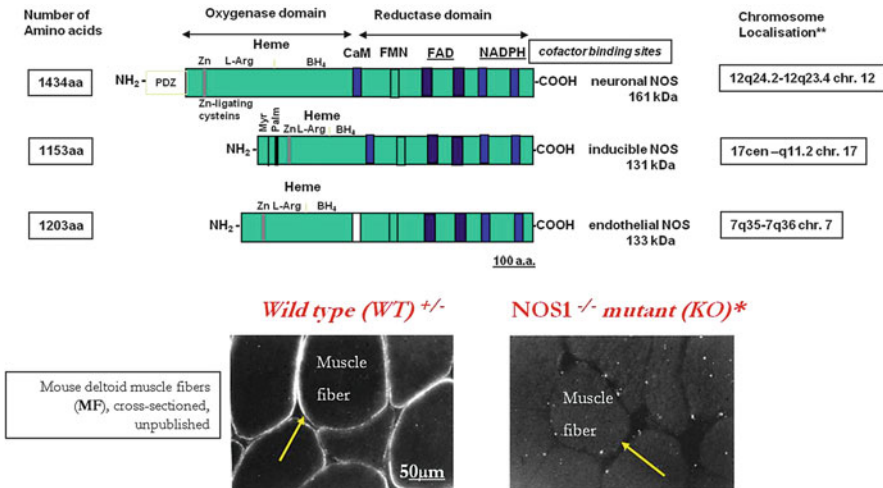 Number of
Amino acids
Oxygenase domain
Reductase domain
Chromosome
Localisation**
Heme
Zn L-Arg BH4
CaM FMN FAD NADPH
cofactor binding sites
1434aa
NH2- PDZ -COOH
neuronal NOS
161 kDa
12q24.2-12q23.4 chr. 12
Zn-ligating
cysteins
Myr
Palm
Heme
Zn L-Arg BH4
1153aa
NH2- -COOH
inducible NOS
131 kDa
17cen –q11.2 chr. 17
Heme
Zn L-Arg BH4
1203aa
NH2- -COOH
endothelial NOS
133 kDa
7q35-7q36 chr. 7
100 a.a.
Wild type (WT) +/-
NOS1 -/- mutant (KO)*
Mouse deltoid muscle fibers
(MF), cross-sectioned,
unpublished
Muscle
fiber
50µm
Muscle
fiber